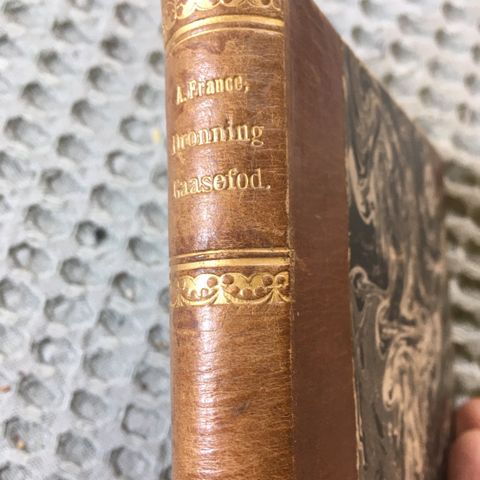 A. France,
Dronning
Gaasefod.